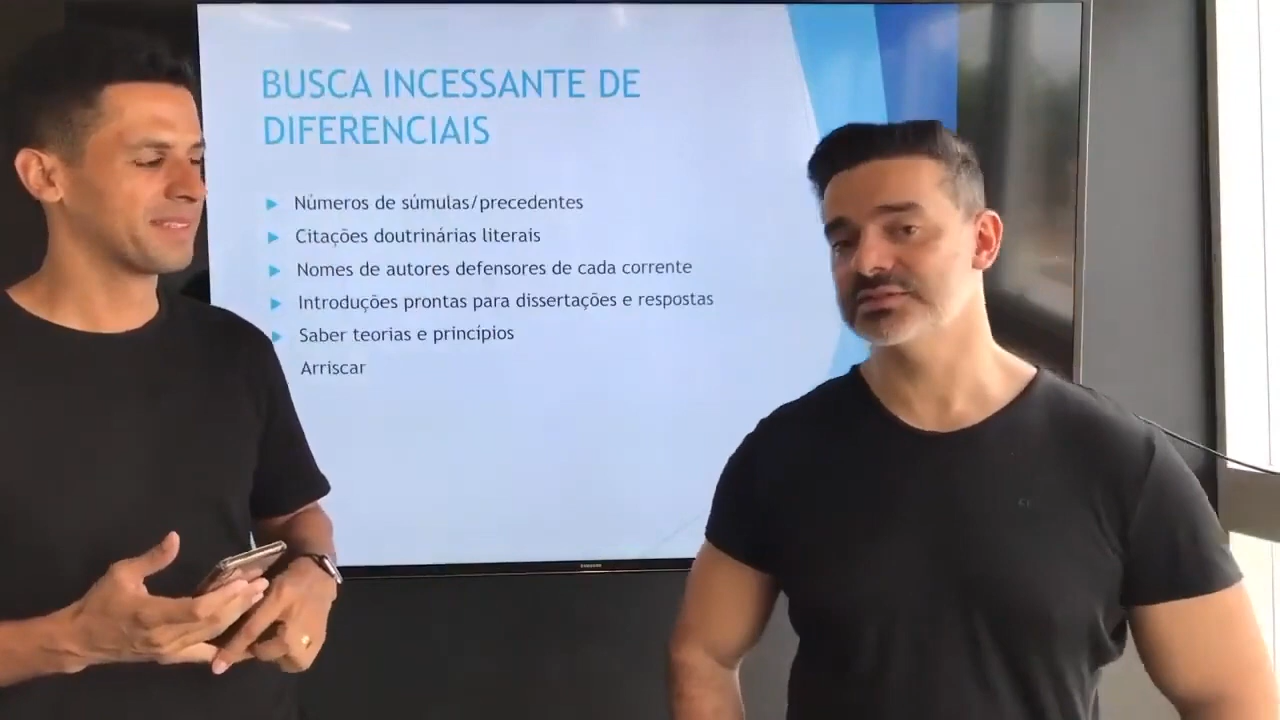 BUSCA INCESSANTE DE
DIFERENCIAIS
Números de súmulas/precedentes
Citações doutrinárias literais
Nomes de autores defensores de cada corrente
Introduções prontas para dissertações e respostas
Saber teorias e princípios
Arriscar
SAMSUNG